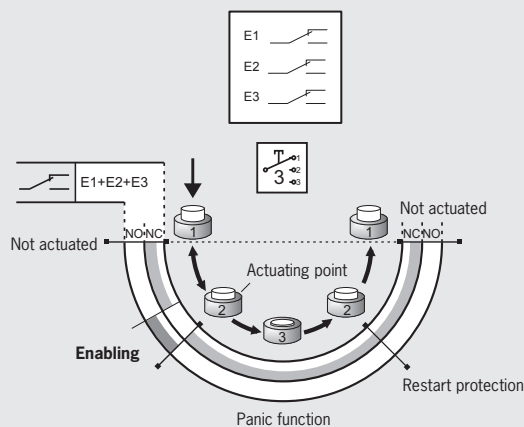 E1
E2
E3
3
1
2
3
E1+E2+E3
1
1
Not actuated
Not actuated
NO NC
NC NO
Actuating point
2
2
3
Enabling
Restart protection
Panic function